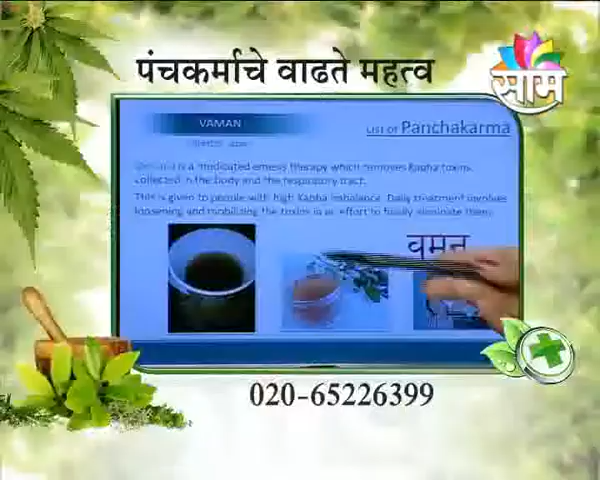 पंचकर्माचे वाढते महत्व
साम
VAMAN
List of Panchakarma
is a medicated emesis therapy which removes Kapha toxins
collected in the body and the respiratory tract.
This is given to people with high Kapha imbalance. Daily treatment involves
loosening and mobilizing the toxins in an effort to finally eliminate them.
वमन
020-65226399